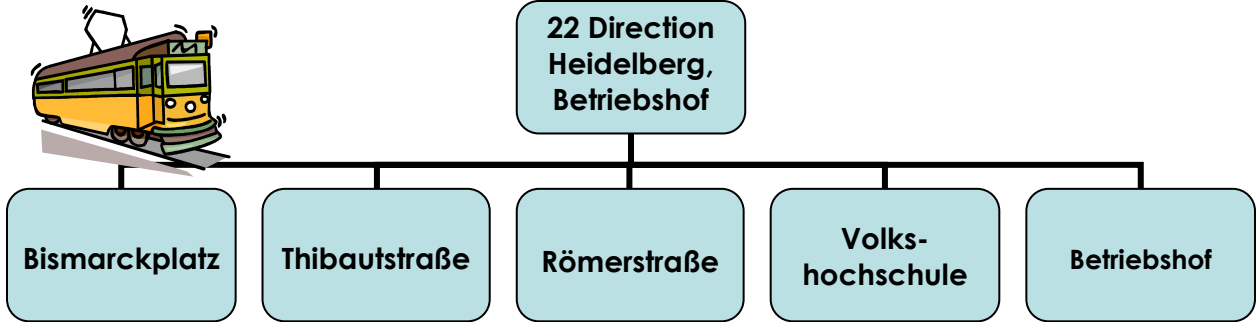 22 Direction
Heidelberg,
Betriebshof
Bismarckplatz
Thibautstraße
Römerstraße
Volks-
hochschule
Betriebshof